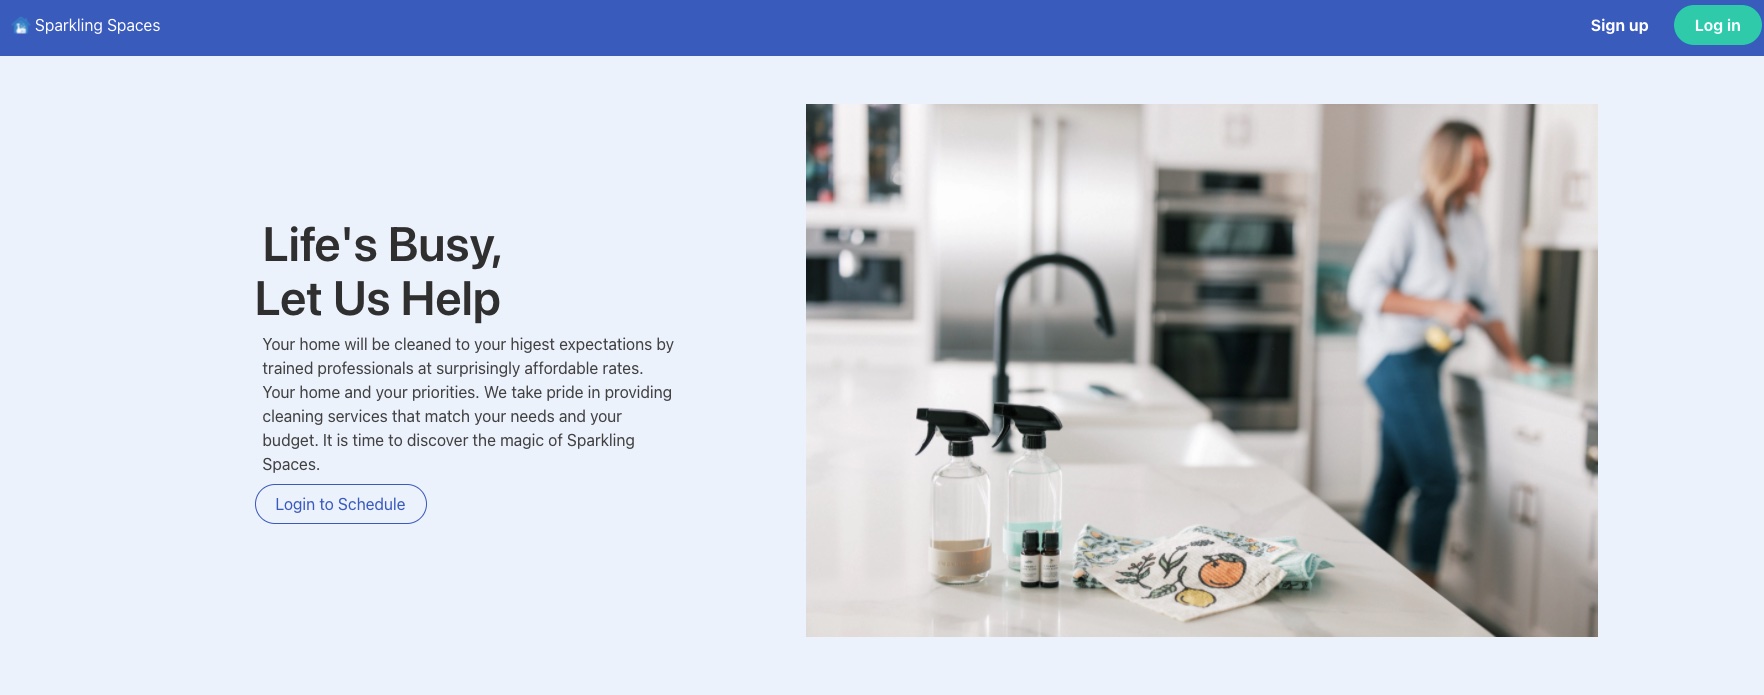 Sparkling Spaces
Sign up
Log in
Life's Busy,
Let Us Help
Your home will be cleaned to your higest expectations by
trained professionals at surprisingly affordable rates.
Your home and your priorities. We take pride in providing
cleaning services that match your needs and your
budget. It is time to discover the magic of Sparkling
Spaces.
Login to Schedule